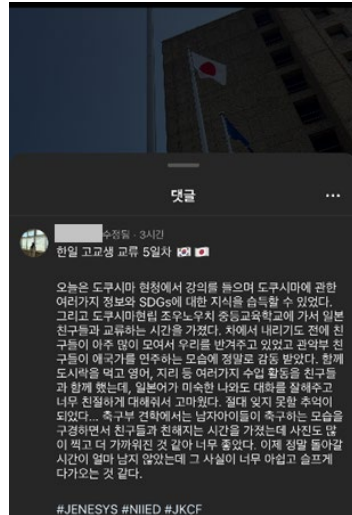 댓글
수정됨 · 3시간
한일 고교생 교류 5일차 🇰🇷 🇯🇵
오늘은 도쿠시마 현청에서 강의를 들으며 도쿠시마에 관한
여러가지 정보와 SDGs에 대한 지식을 습득할 수 있었다.
그리고 도쿠시마현립 조우노우치 중등교육학교에 가서 일본
친구들과 교류하는 시간을 가졌다. 차에서 내리기도 전에 친
구들이 아주 많이 모여서 우리를 반겨주고 있었고 관악부 친
구들이 애국가를 연주하는 모습에 정말로 감동 받았다. 함께
도시락을 먹고 영어, 지리 등 여러가지 수업 활동을 친구들
과 함께 했는데, 일본어가 미숙한 나와도 대화를 잘해주고
너무 친절하게 대해줘서 고마웠다. 절대 잊지 못할 추억이
되었다... 축구부 견학에서는 남자아이들이 축구하는 모습을
구경하면서 친구들과 친해지는 시간을 가졌는데 사진도 많
이 찍고 더 가까워진 것 같아 너무 좋았다. 이제 정말 돌아갈
시간이 얼마 남지 않았는데 그 사실이 너무 아쉽고 슬프게
다가오는 것 같다.
#JENESYS #NIIED #JKCF